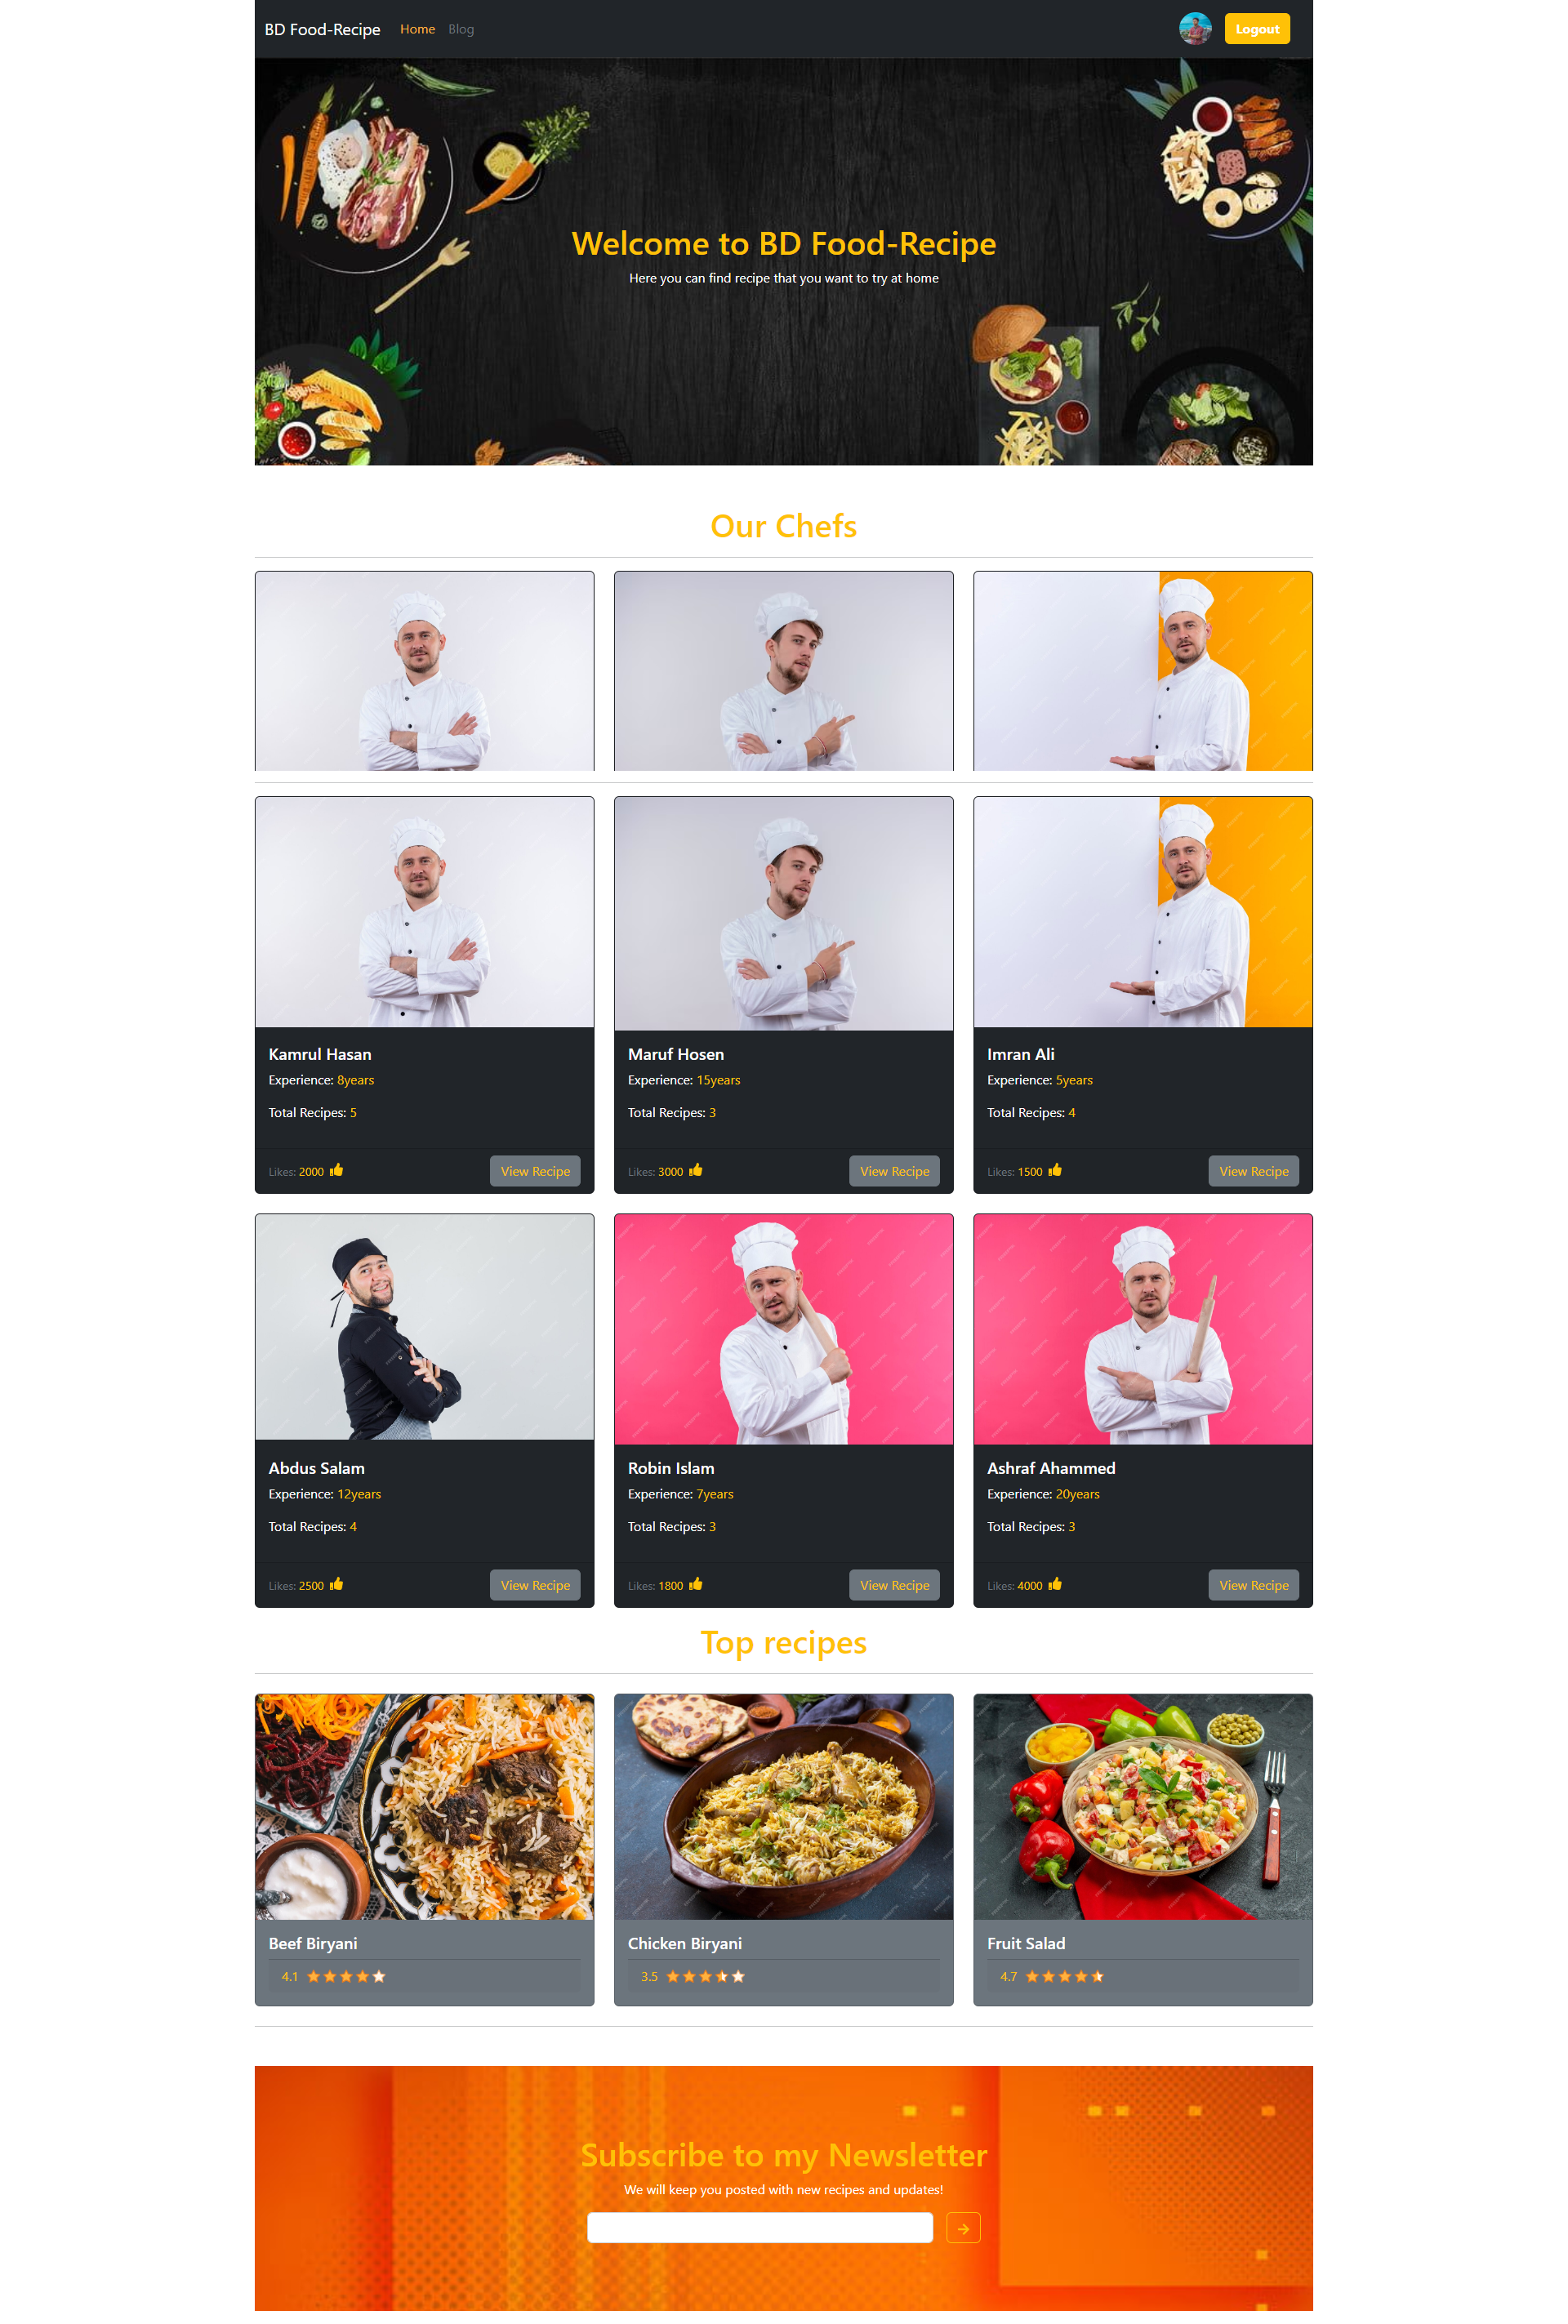 BD Food-Recipe Home Blog Logout
Welcome to BD Food-Recipe
Here you can find recipe that you want to try at home
Our Chefs
Kamrul Hasan
Experience: 8years
Total Recipes: 5
Likes: 2000 View Recipe
Maruf Hosen
Experience: 15years
Total Recipes: 3
Likes: 3000 View Recipe
Imran Ali
Experience: 5years
Total Recipes: 4
Likes: 1500 View Recipe
Abdus Salam
Experience: 12years
Total Recipes: 4
Likes: 2500 View Recipe
Robin Islam
Experience: 7years
Total Recipes: 3
Likes: 1800 View Recipe
Ashraf Ahammed
Experience: 20years
Total Recipes: 3
Likes: 4000 View Recipe
Top recipes
Beef Biryani
4.1
Chicken Biryani
3.5
Fruit Salad
4.7
Subscribe to my Newsletter
We will keep you posted with new recipes and updates!